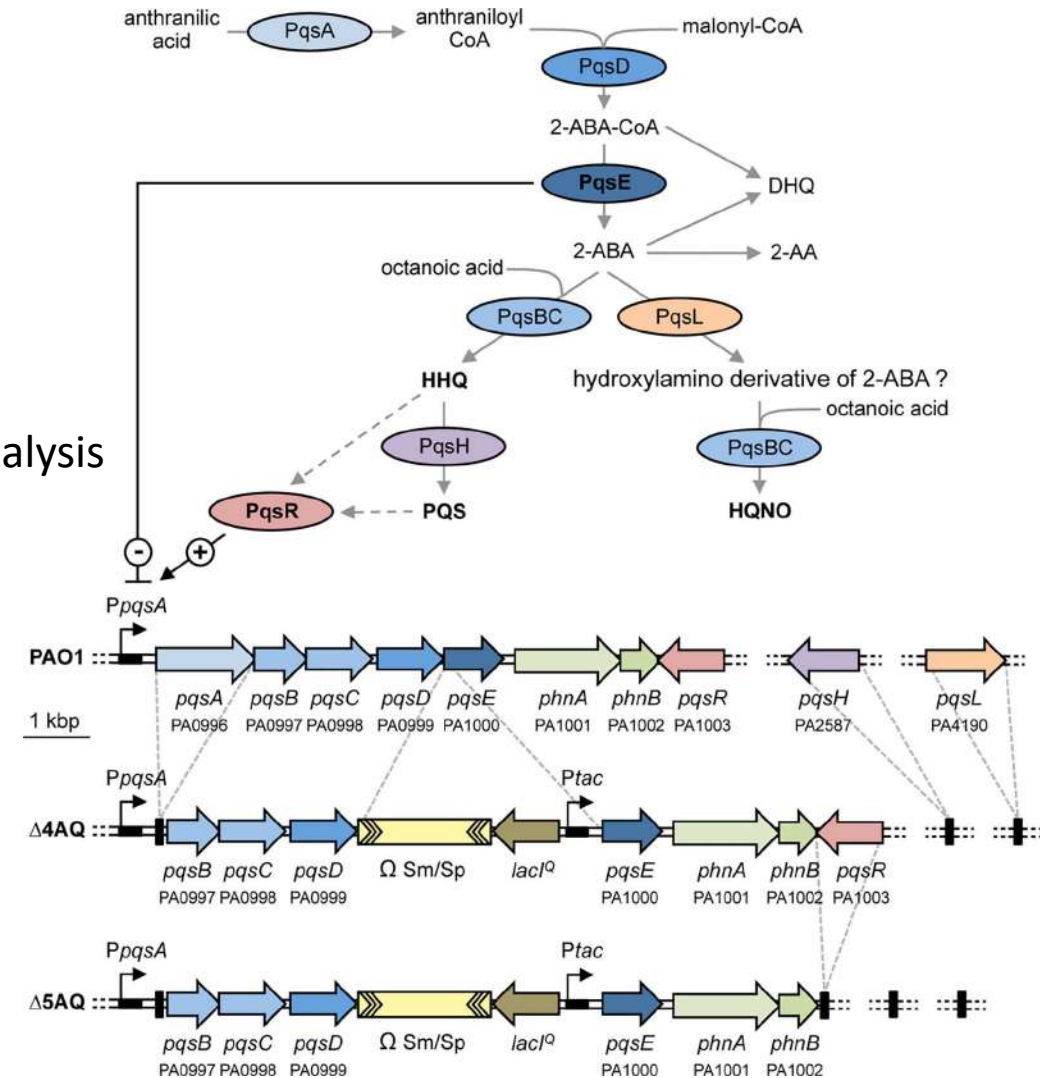 anthranilic
acid
PqsA
anthraniloyl
CoA
malonyl-CoA
PqsD
2-ABA-CoA
PqsE
DHQ
2-ABA
2-AA
octanoic acid
PqsBC
PqsL
HHQ
hydroxylamino derivative of 2-ABA ?
octanoic acid
alysis
PqsH
PqsBC
PqsR
PQS
HQNO
- +
PpqsA
PAO1
pqsA pqsB pqsC pqsD pqsE phnA phnB pqsR pqsH pqsL
PA0996 PA0997 PA0998 PA0999 PA1000 PA1001 PA1002 PA1003 PA2587 PA4190
1 kbp
PpqsA Ptac
Δ4AQ
pqsB pqsC pqsD Ω Sm/Sp lacIQ pqsE phnA phnB pqsR
PA0997 PA0998 PA0999 PA1000 PA1001 PA1002 PA1003
PpqsA Ptac
Δ5AQ
pqsB pqsC pqsD Ω Sm/Sp lacIQ pqsE phnA phnB
PA0997 PA0998 PA0999 PA1000 PA1001 PA1002